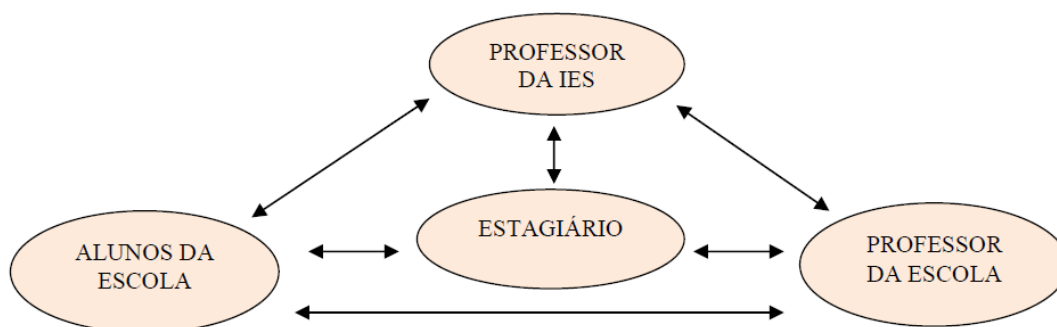 PROFESSOR
DA IES
ESTAGIÁRIO
ALUNOS DA
ESCOLA
PROFESSOR
DA ESCOLA